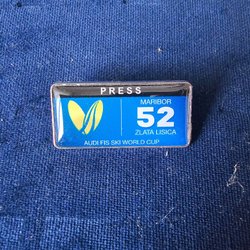 PRESS
MARIBOR
52
ZLATA LISICA
AUDI FIS SKI WORLD CUP